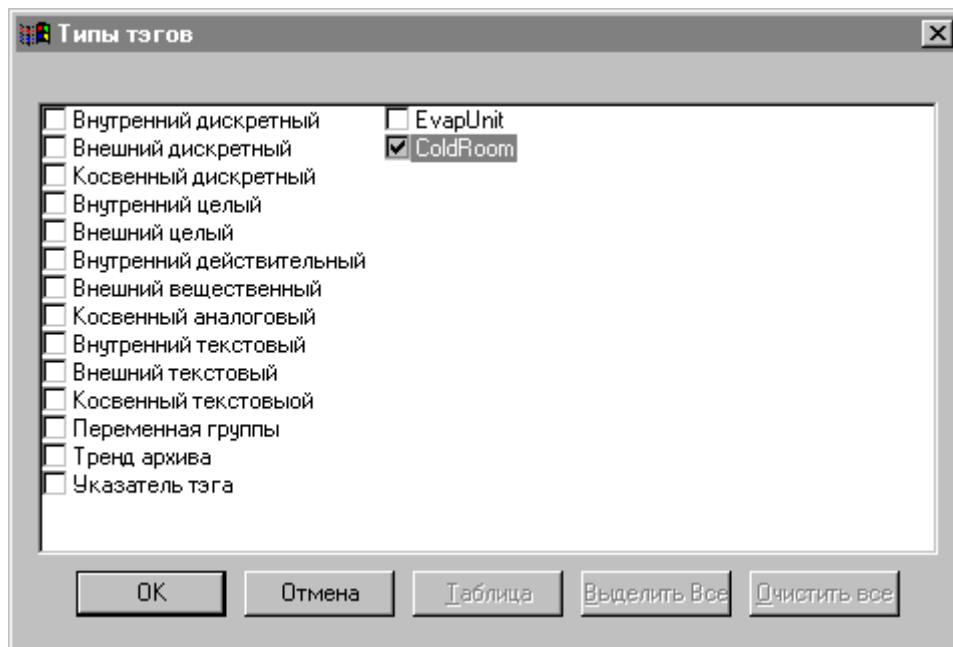 Типы тэгов
Внутренний дискретный
Внешний дискретный
Косвенный дискретный
Внутренний целый
Внешний целый
Внутренний действительный
Внешний вещественный
Косвенный аналоговый
Внутренний текстовый
Внешний текстовый
Косвенный текстовыой
Переменная группы
Тренд архива
Указатель тэга
EvapUnit
ColdRoom
OK
Отмена
Таблица
Выделить Все
Очистить все